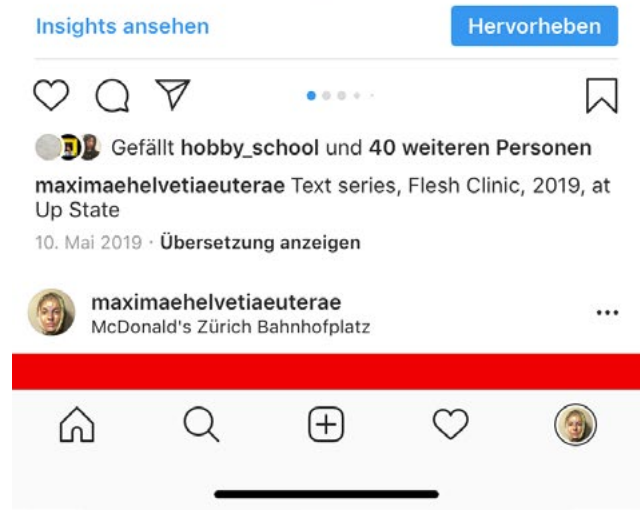 Insights ansehen
Hervorheben
Gefällt hobby_school und 40 weiteren Personen
maximaehelvetiaeuterae Text series, Flesh Clinic, 2019, at
Up State
10. Mai 2019 · Übersetzung anzeigen
maximaehelvetiaeuterae
McDonald's Zürich Bahnhofplatz